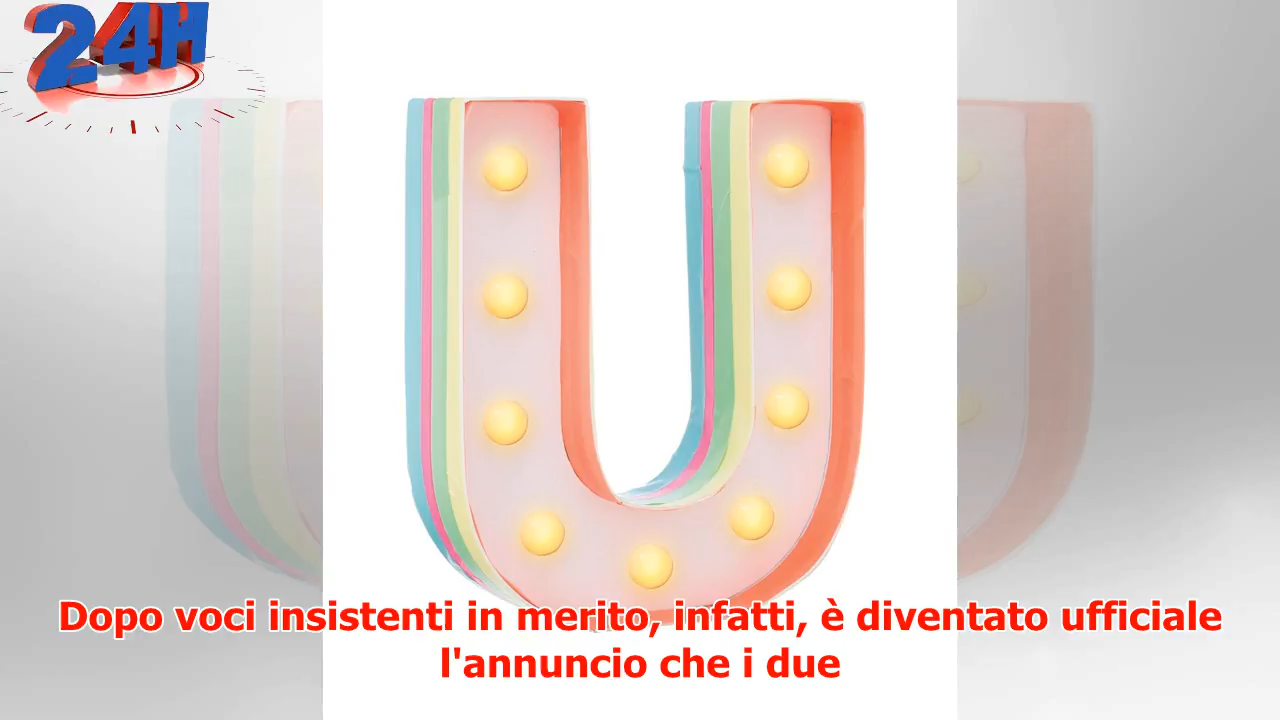 24H
U
Dopo voci insistenti in merito, infatti, è diventato ufficiale
l'annuncio che i due